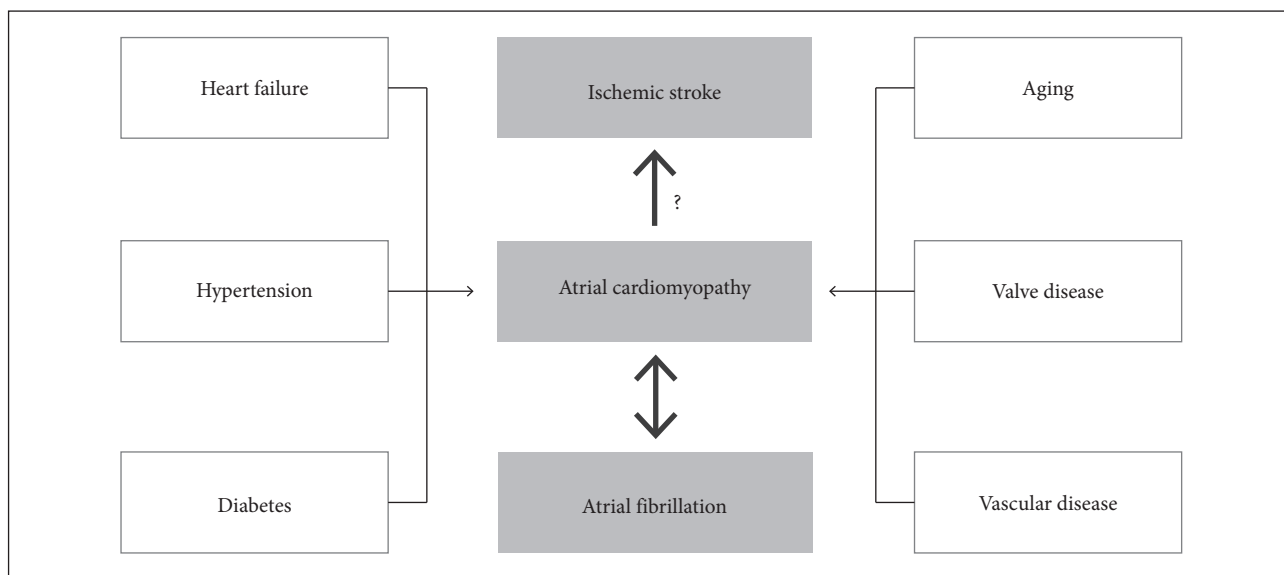 Heart failure
Ischemic stroke
Aging
?
Hypertension
Atrial cardiomyopathy
Valve disease
Diabetes
Atrial fibrillation
Vascular disease